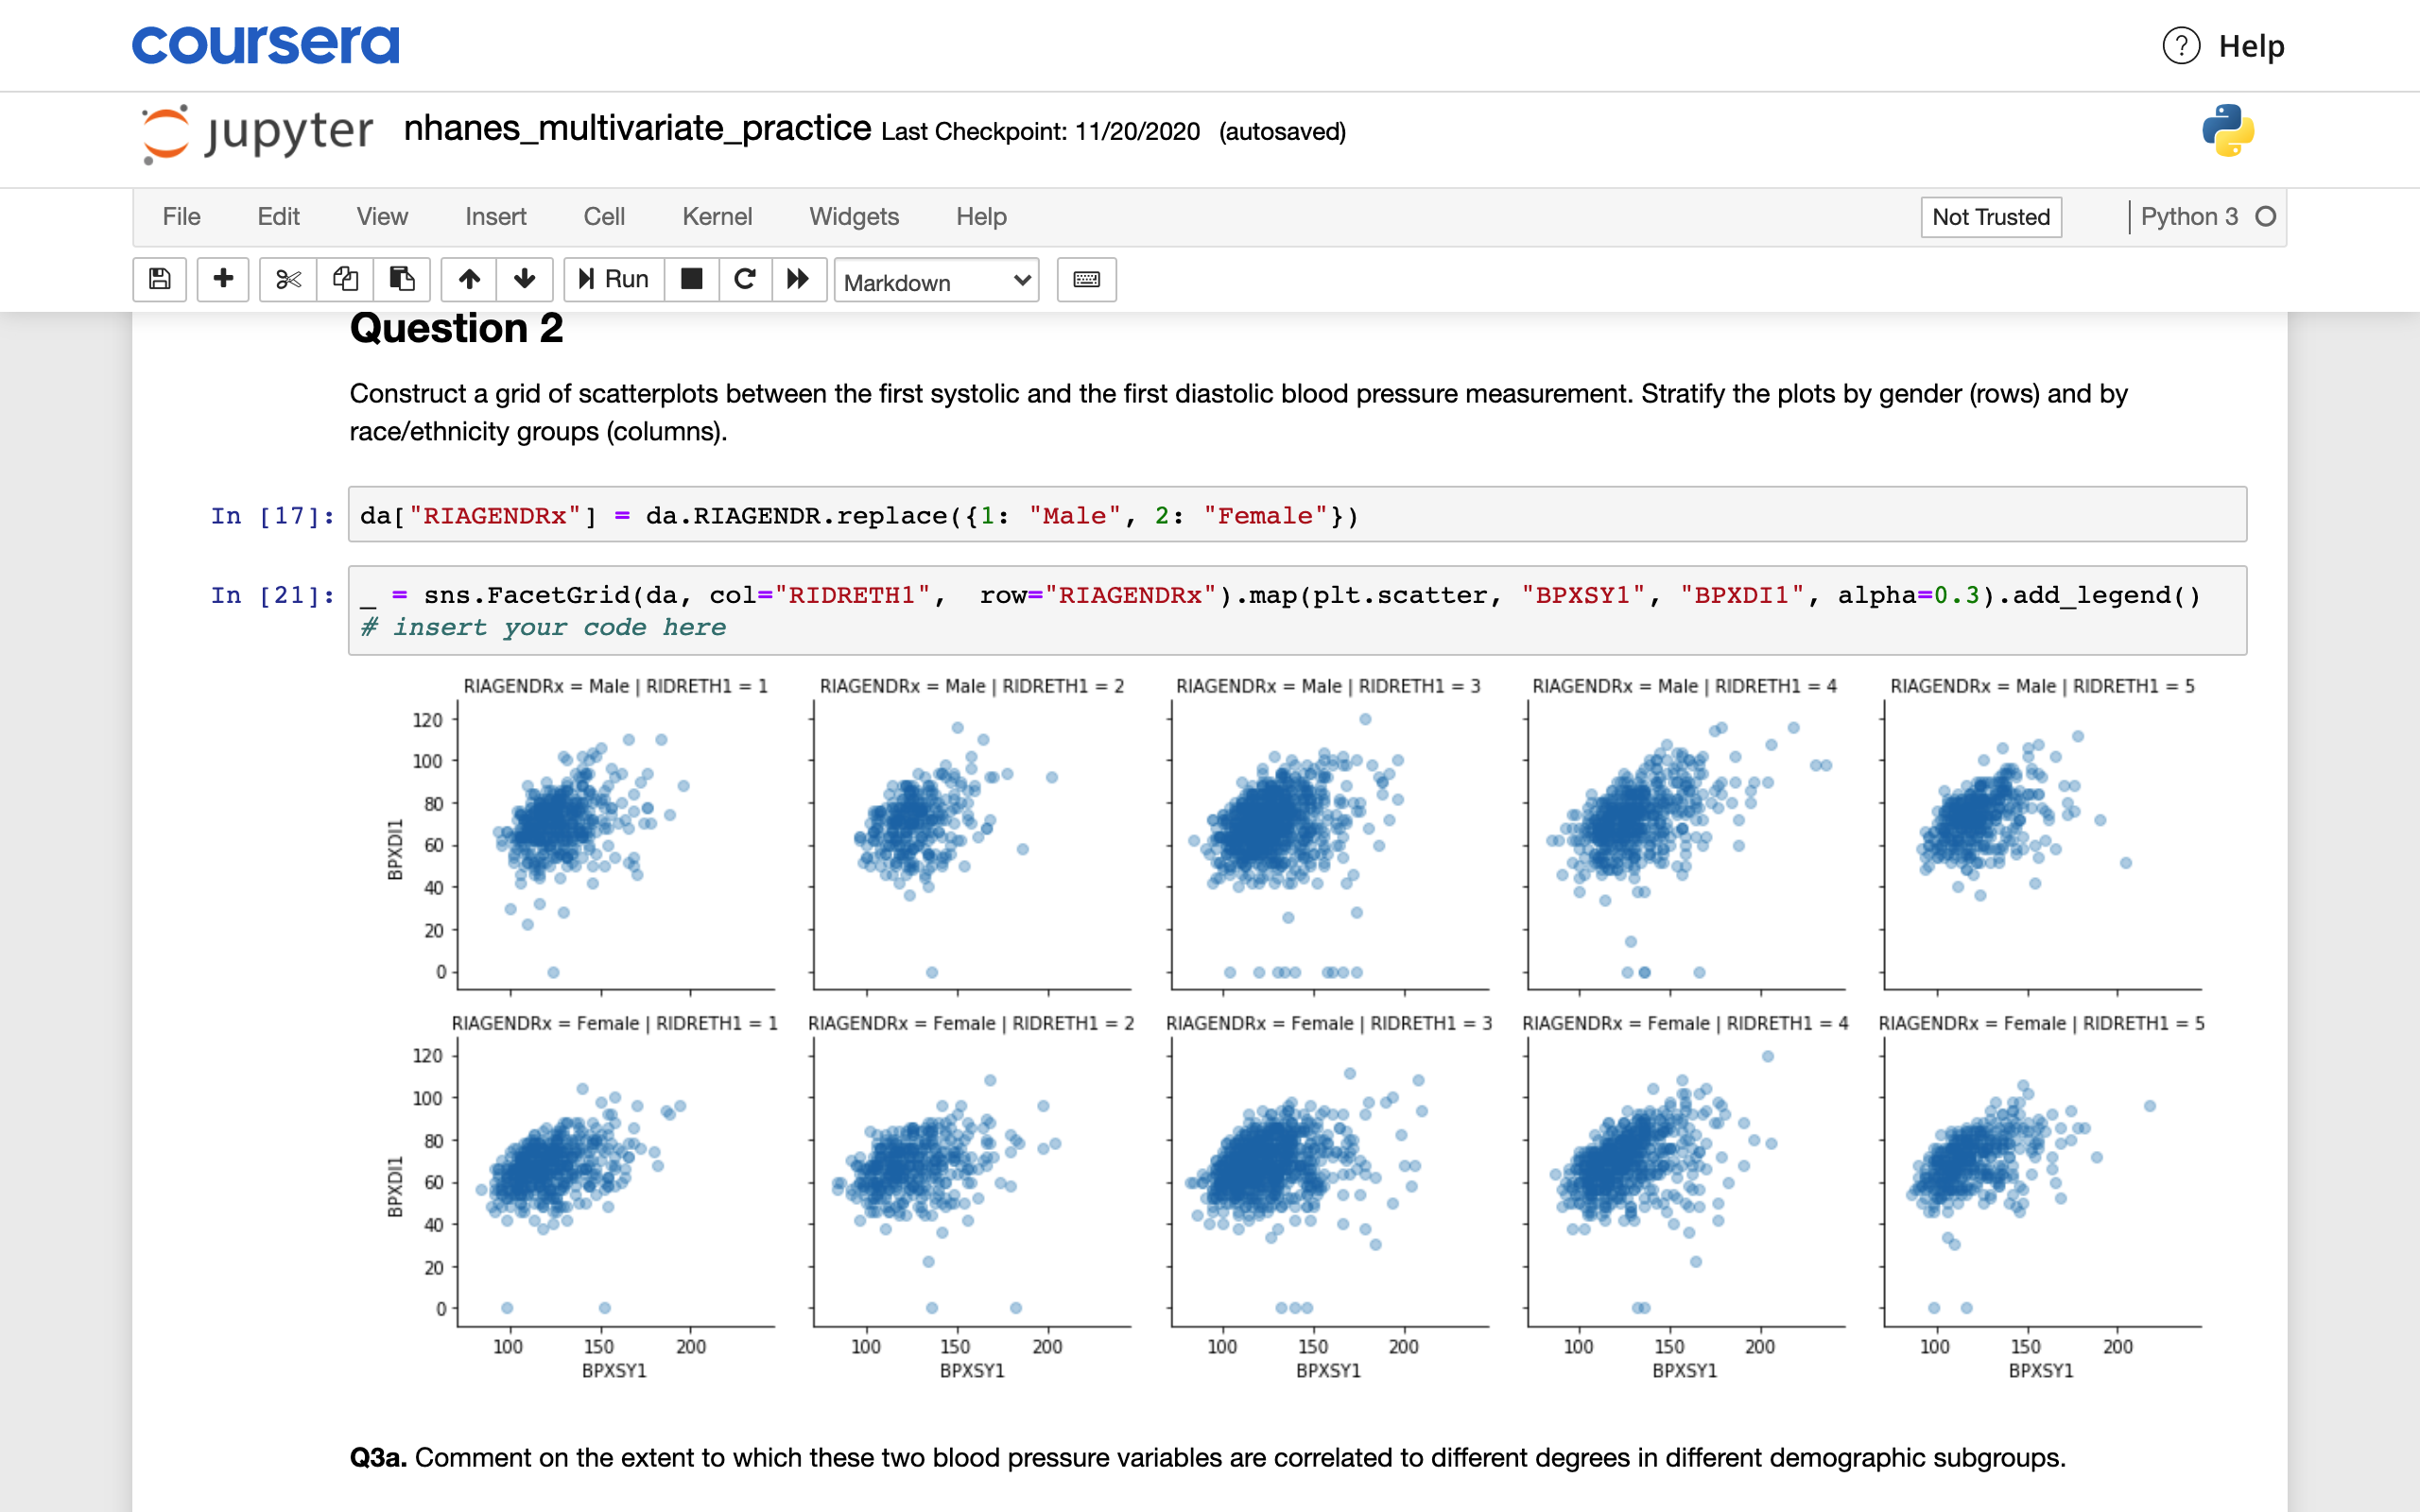 coursera
? Help
jupyter nhanes_multivariate_practice Last Checkpoint: 11/20/2020 (autosaved)
File Edit View Insert Cell Kernel Widgets Help Not Trusted Python 3
Run Markdown
Question 2
Construct a grid of scatterplots between the first systolic and the first diastolic blood pressure measurement. Stratify the plots by gender (rows) and by
race/ethnicity groups (columns).
In [17]: da["RIAGENDRx"] = da.RIAGENDR.replace({1: "Male", 2: "Female"})
In [21]: _ = sns.FacetGrid(da, col="RIDRETH1",  row="RIAGENDRx").map(plt.scatter, "BPXSY1", "BPXDI1", alpha=0.3).add_legend()
# insert your code here
RIAGENDRx = Male | RIDRETH1 = 1 RIAGENDRx = Male | RIDRETH1 = 2 RIAGENDRx = Male | RIDRETH1 = 3 RIAGENDRx = Male | RIDRETH1 = 4 RIAGENDRx = Male | RIDRETH1 = 5
120
100
80
BPXDI1
60
40
20
0
RIAGENDRx = Female | RIDRETH1 = 1 RIAGENDRx = Female | RIDRETH1 = 2 RIAGENDRx = Female | RIDRETH1 = 3 RIAGENDRx = Female | RIDRETH1 = 4 RIAGENDRx = Female | RIDRETH1 = 5
120
100
80
BPXDI1
60
40
20
0
100 150 200 100 150 200 100 150 200 100 150 200 100 150 200
BPXSY1 BPXSY1 BPXSY1 BPXSY1 BPXSY1
Q3a. Comment on the extent to which these two blood pressure variables are correlated to different degrees in different demographic subgroups.